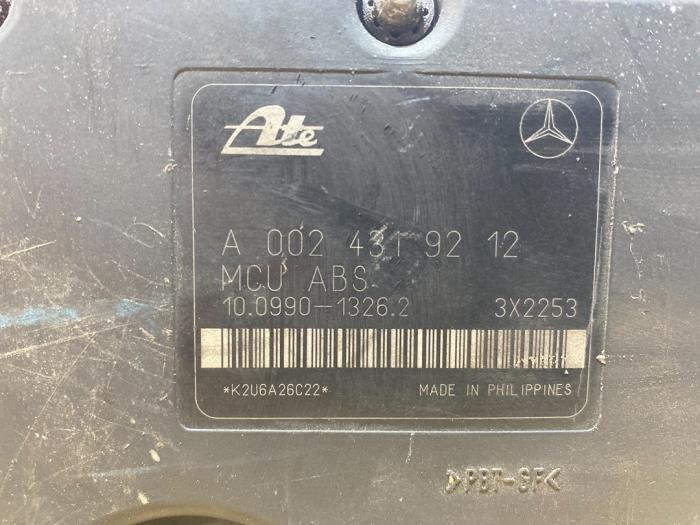 Ate
A 002 431 92 12
MCU ABS
10.0990-1326.2 3X2253
*K2U6A26C22* MADE IN PHILIPPINES
>PBT-GF<